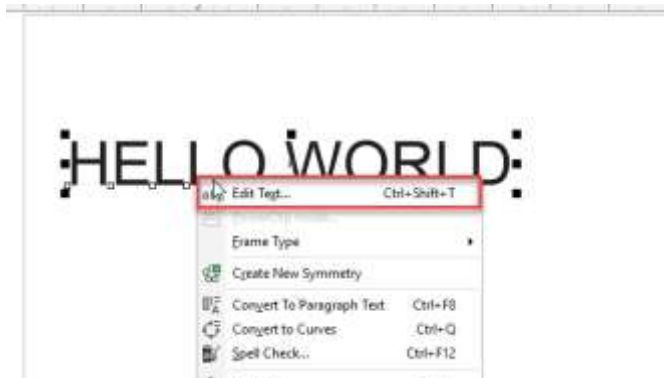 HELLO WORLD
Edit Text... Ctrl+Shift+T
Frame Type
Create New Symmetry
Convert To Paragraph Text Ctrl+F8
Convert to Curves Ctrl+Q
Spell Check... Ctrl+F12